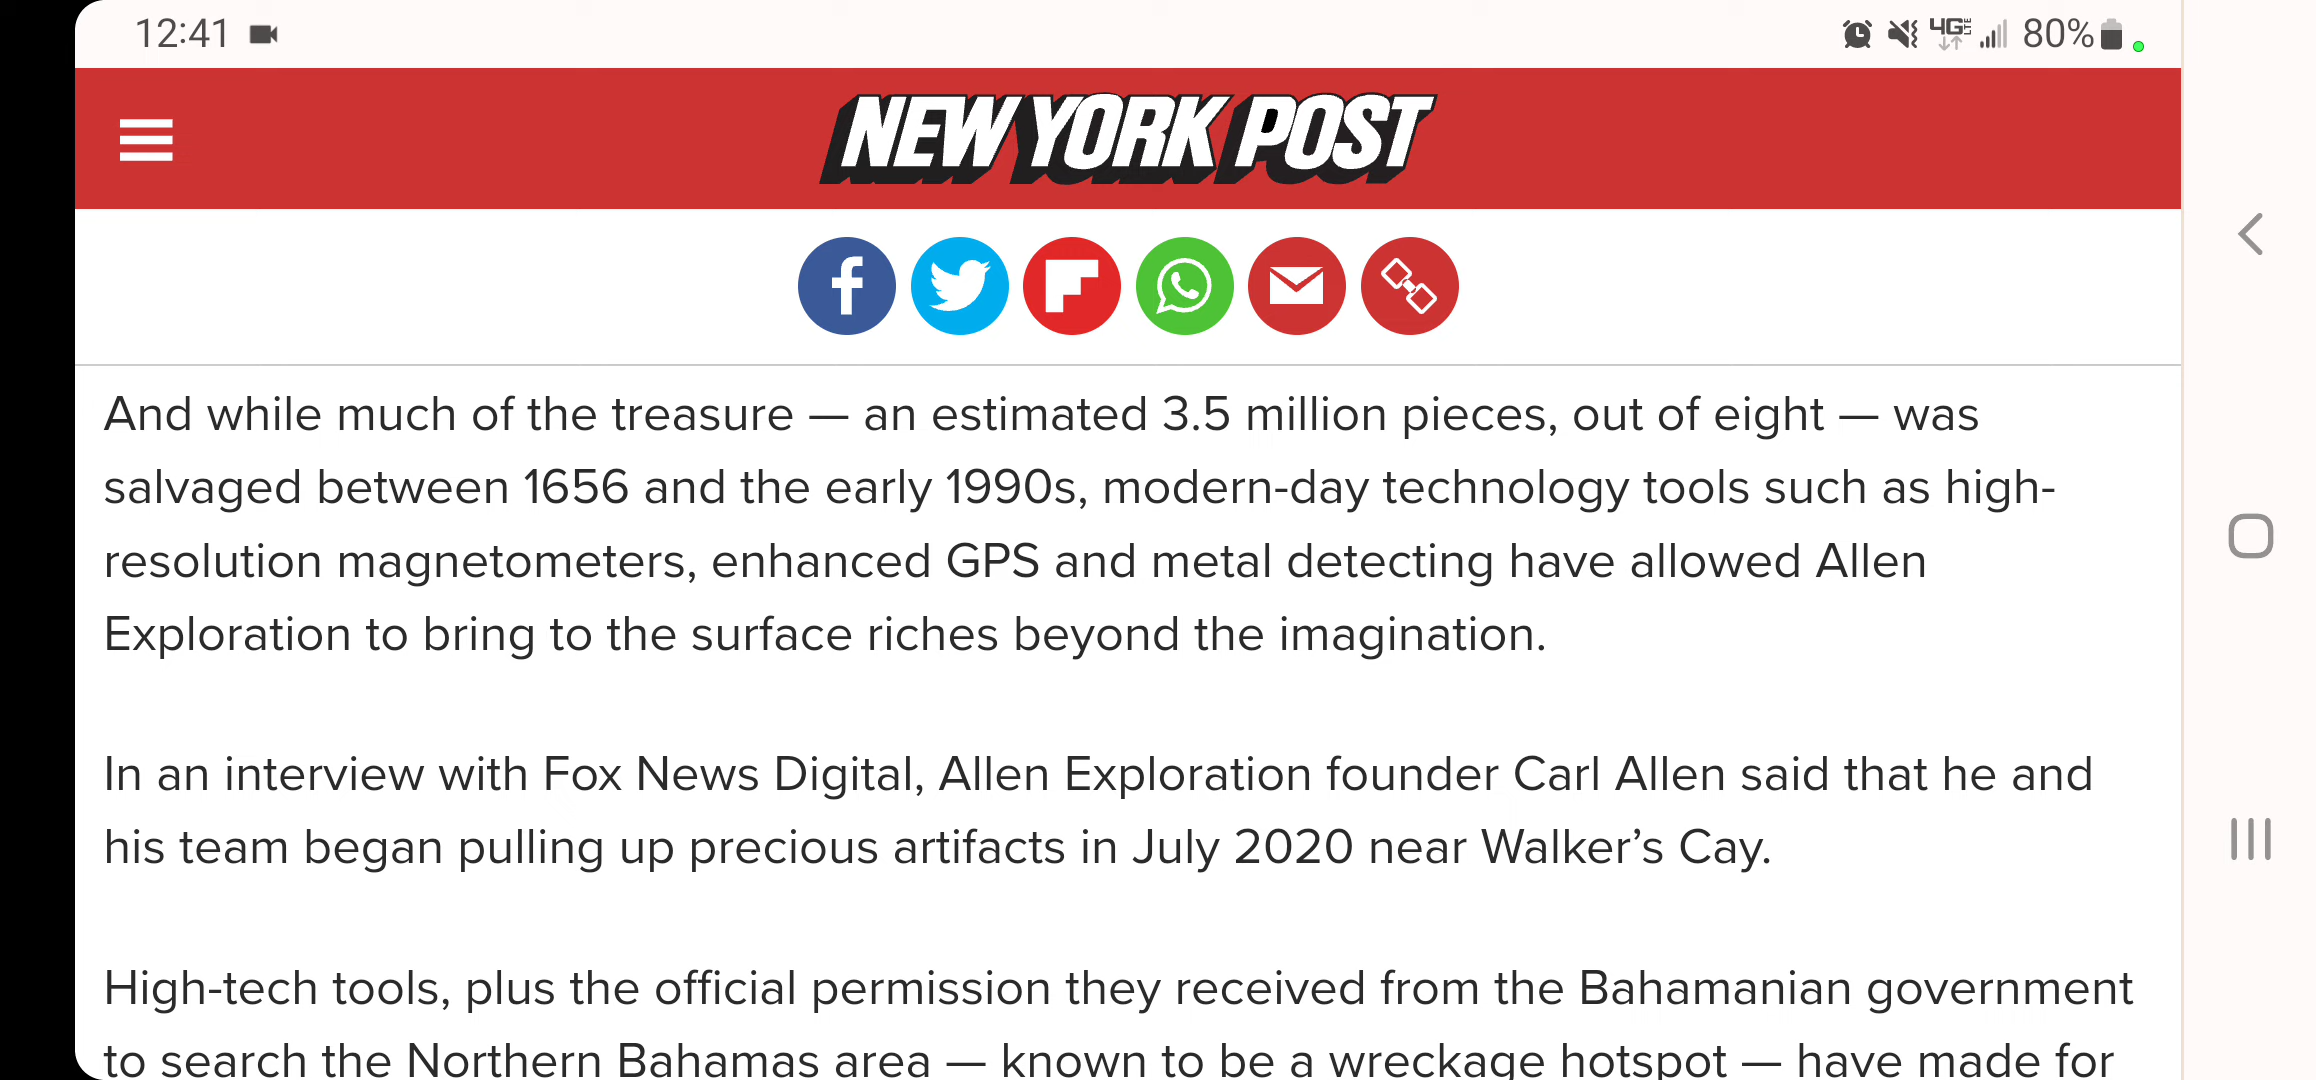 12:41
4G LTE 80%
NEW YORK POST
And while much of the treasure — an estimated 3.5 million pieces, out of eight — was
salvaged between 1656 and the early 1990s, modern-day technology tools such as high-
resolution magnetometers, enhanced GPS and metal detecting have allowed Allen
Exploration to bring to the surface riches beyond the imagination.
In an interview with Fox News Digital, Allen Exploration founder Carl Allen said that he and
his team began pulling up precious artifacts in July 2020 near Walker’s Cay.
High-tech tools, plus the official permission they received from the Bahamanian government
to search the Northern Bahamas area — known to be a wreckage hotspot — have made for